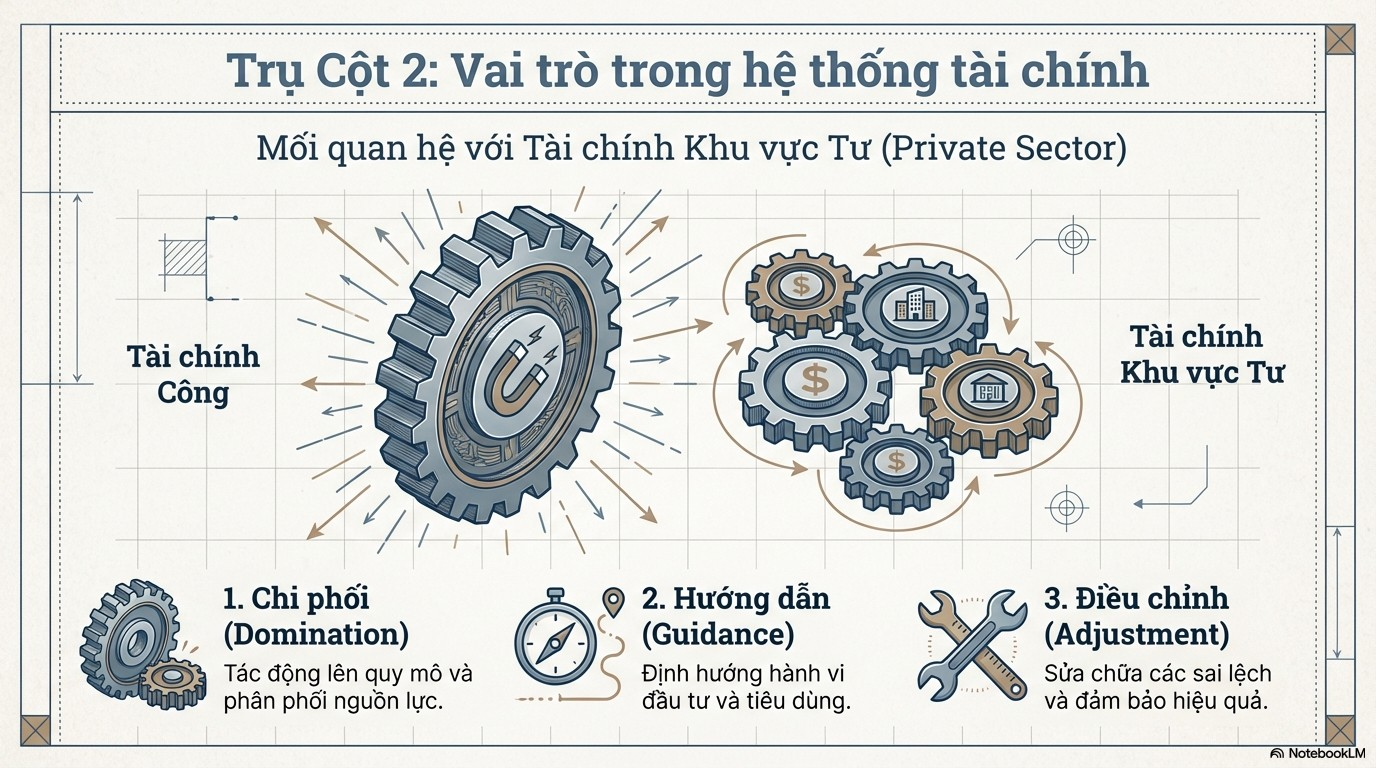 Trụ Cột 2: Vai trò trong hệ thống tài chính
Mối quan hệ với Tài chính Khu vực Tư (Private Sector)
Tài chính
Công
$
$
$
Tài chính
Khu vực Tư
1. Chi phối
(Domination)
Tác động lên quy mô và
phân phối nguồn lực.
2. Hướng dẫn
(Guidance)
Định hướng hành vi
đầu tư và tiêu dùng.
3. Điều chỉnh
(Adjustment)
Sửa chữa các sai lệch
và đảm bảo hiệu quả.
NotebookLM